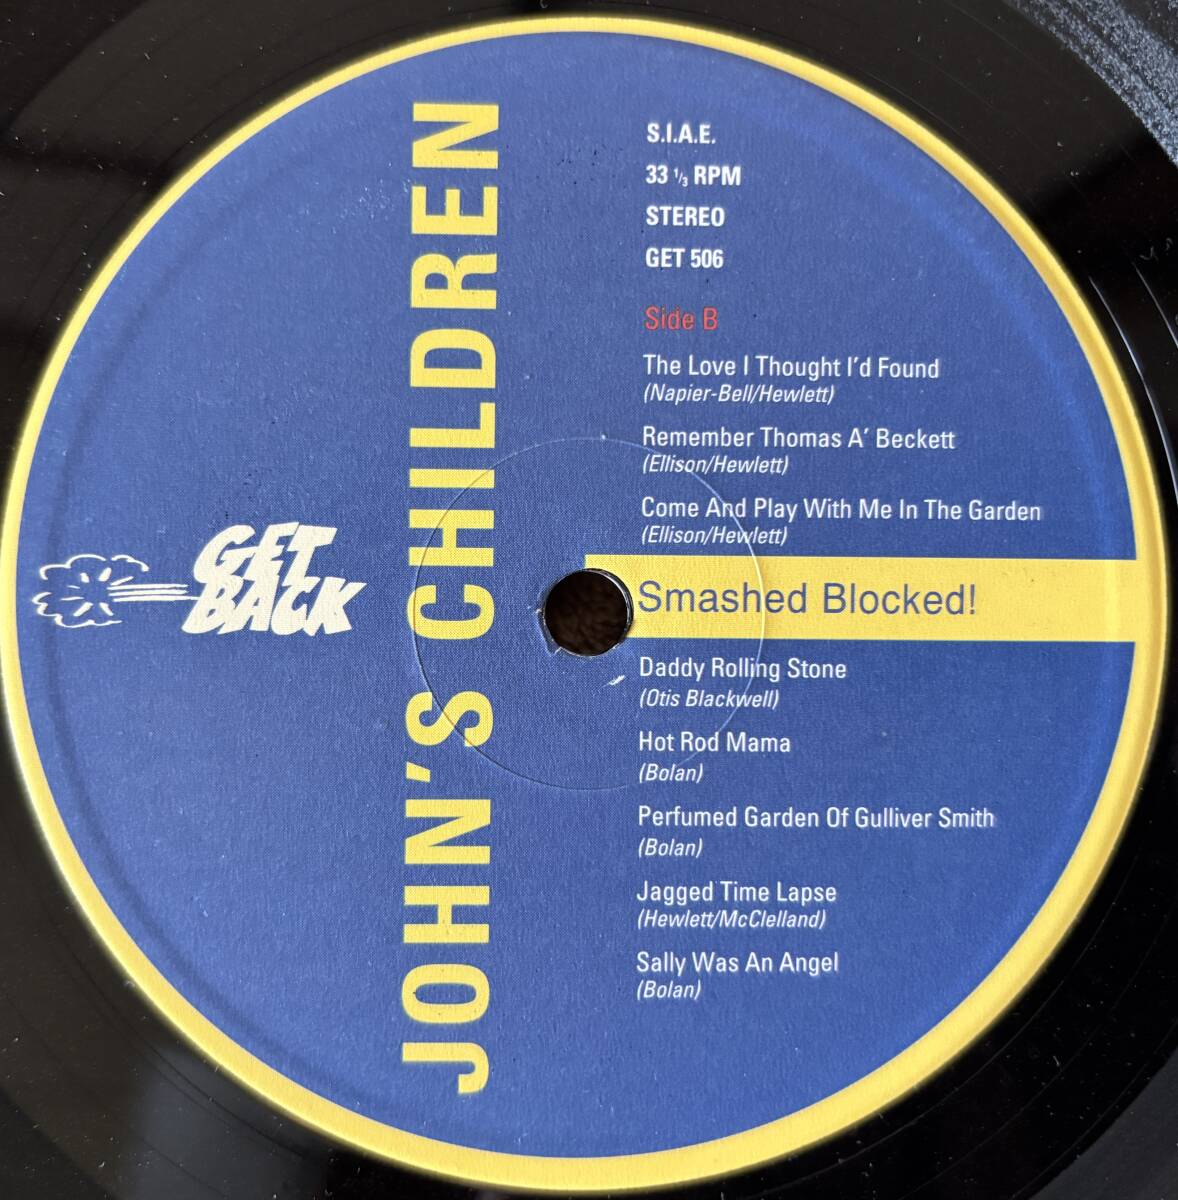 JOHN'S CHILDREN
GET
BACK
S.I.A.E.
33 1/3 RPM
STEREO
GET 506
Side B
The Love I Thought I'd Found
(Napier-Bell/Hewlett)
Remember Thomas A' Beckett
(Ellison/Hewlett)
Come And Play With Me In The Garden
(Ellison/Hewlett)
Smashed Blocked!
Daddy Rolling Stone
(Otis Blackwell)
Hot Rod Mama
(Bolan)
Perfumed Garden Of Gulliver Smith
(Bolan)
Jagged Time Lapse
(Hewlett/McClelland)
Sally Was An Angel
(Bolan)